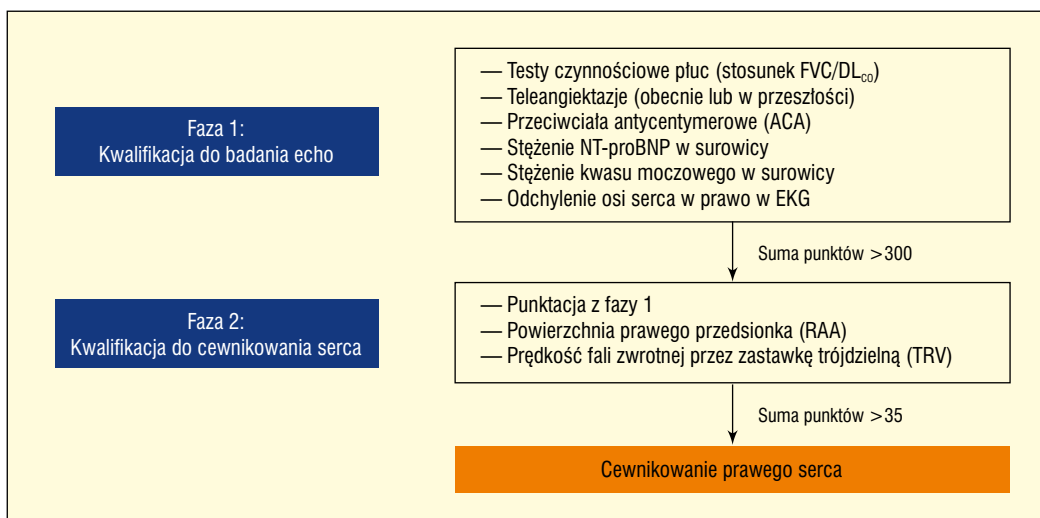 Faza 1:
Kwalifikacja do badania echo
— Testy czynnościowe płuc (stosunek FVC/DLco)
— Teleangiektazje (obecnie lub w przeszłości)
— Przeciwciała antycentymerowe (ACA)
— Stężenie NT-proBNP w surowicy
— Stężenie kwasu moczowego w surowicy
— Odchylenie osi serca w prawo w EKG
Suma punktów >300
Faza 2:
Kwalifikacja do cewnikowania serca
— Punktacja z fazy 1
— Powierzchnia prawego przedsionka (RAA)
— Prędkość fali zwrotnej przez zastawkę trójdzielną (TRV)
Suma punktów >35
Cewnikowanie prawego serca